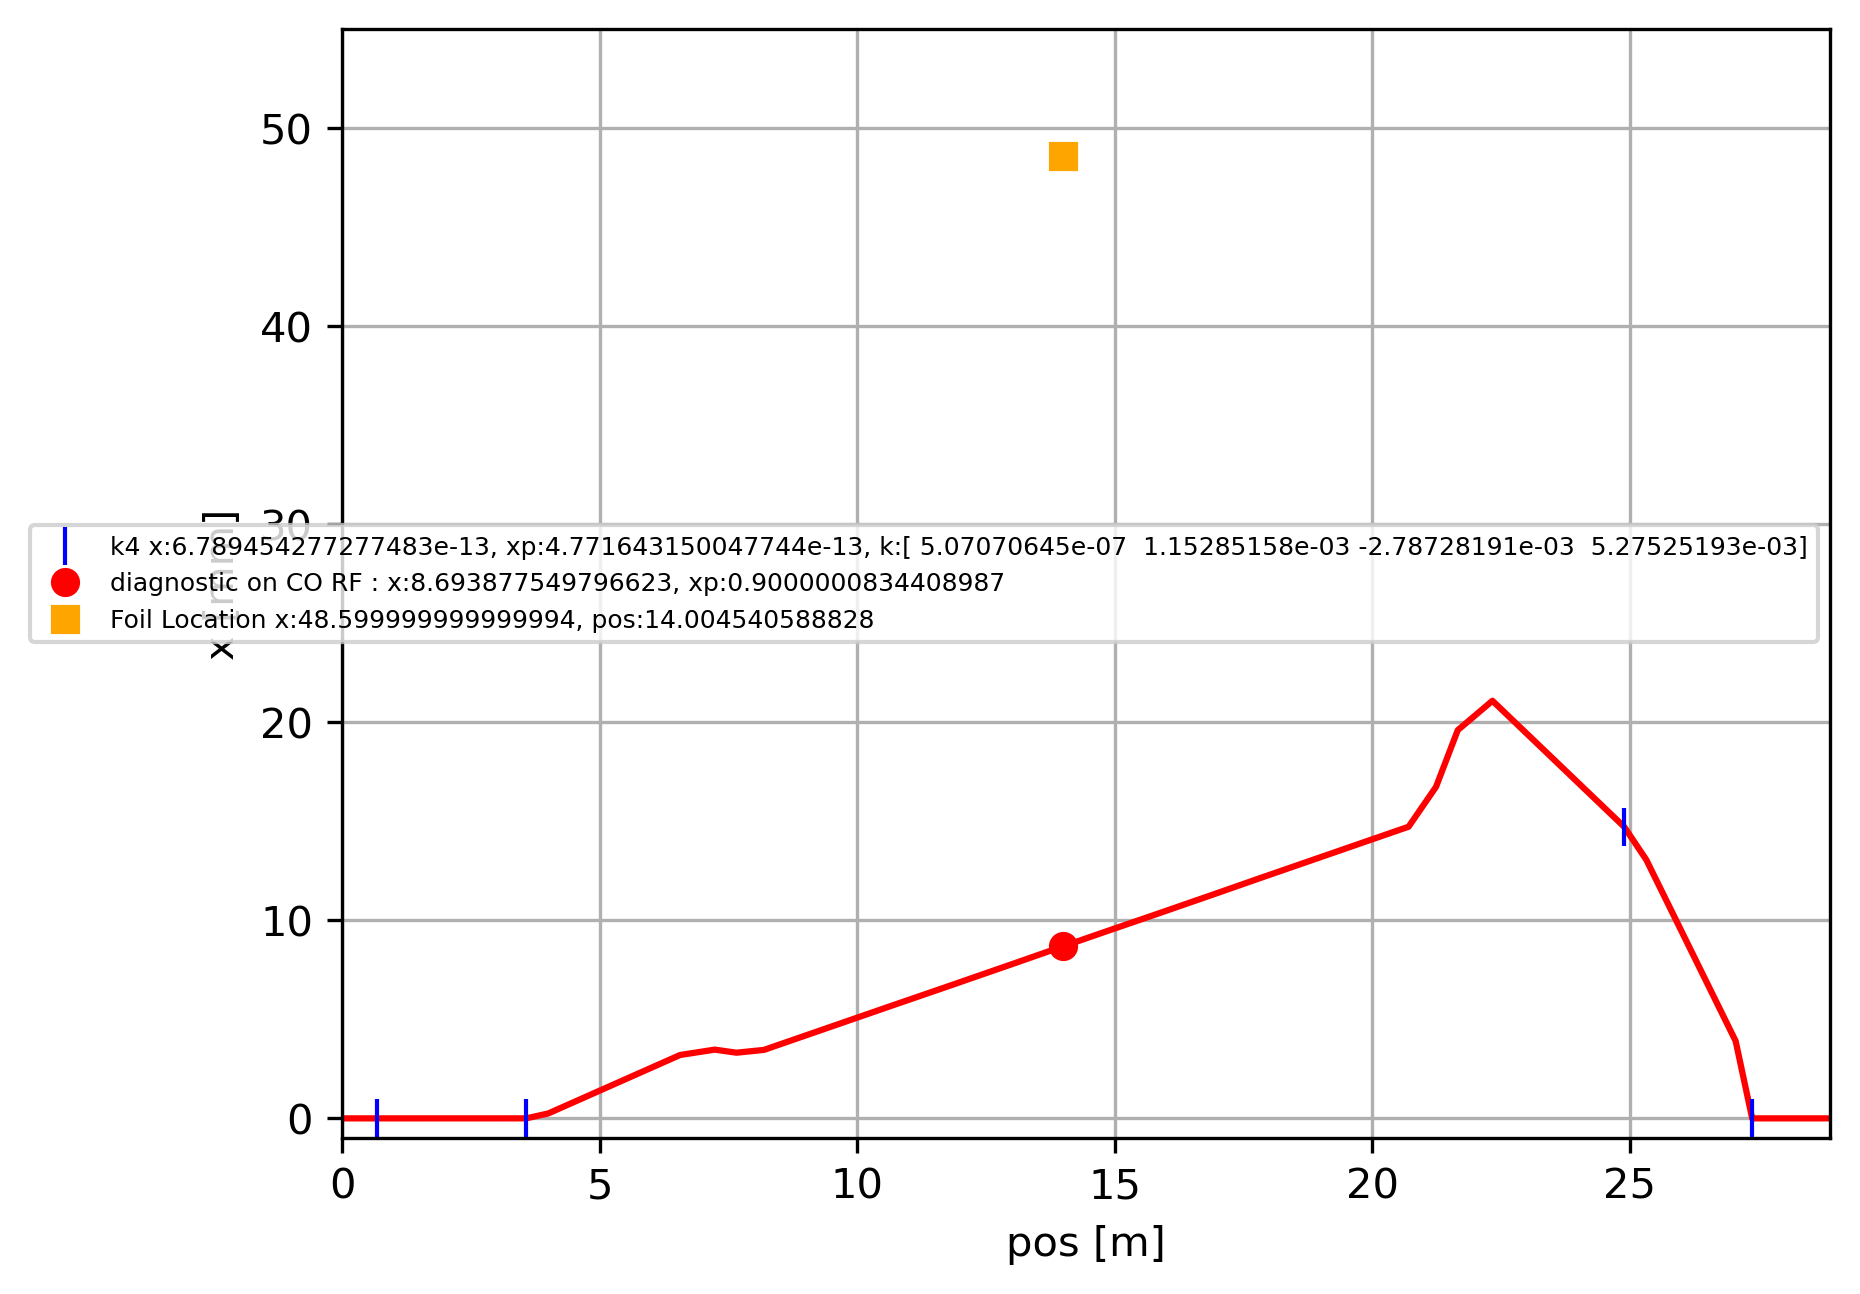 50
40
30
k4 x:6.789454277277483e-13, xp:4.771643150047744e-13, k:[ 5.07070645e-07  1.15285158e-03 -2.78728191e-03  5.27525193e-03]
diagnostic on CO RF : x:8.693877549796623, xp:0.9000000834408987
Foil Location x:48.599999999999994, pos:14.004540588828
x [mm]
20
10
0
0 5 10 15 20 25
pos [m]